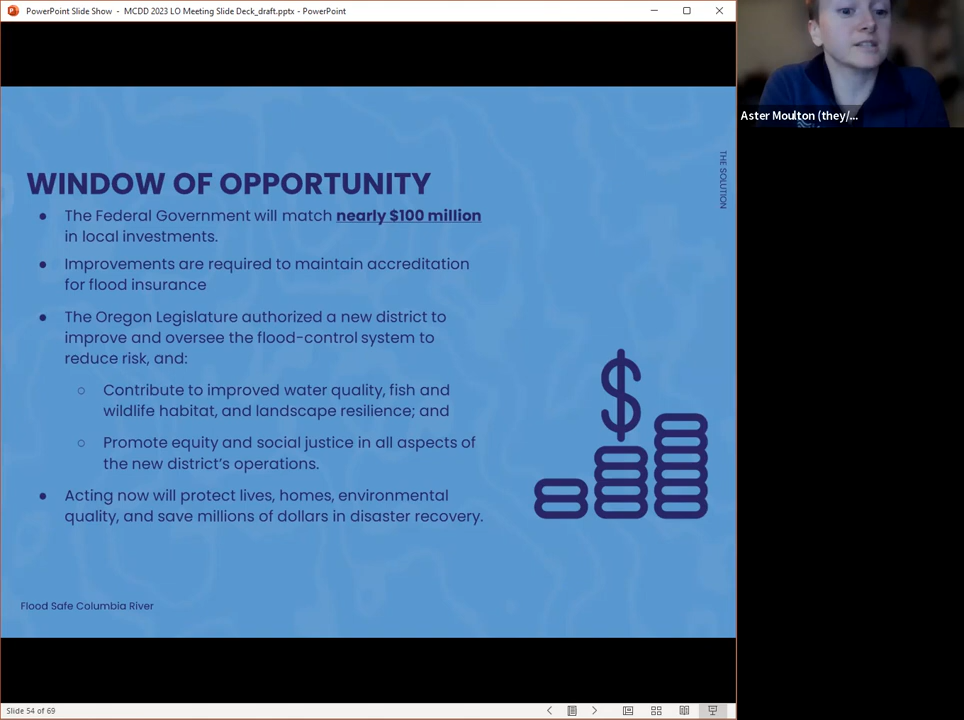 PowerPoint Slide Show - MCDD 2023 LO Meeting Slide Deck_draft.pptx - PowerPoint
Aster Moulton (they/...
THE SOLUTION
WINDOW OF OPPORTUNITY
● The Federal Government will match nearly $100 million
in local investments.
● Improvements are required to maintain accreditation
for flood insurance
● The Oregon Legislature authorized a new district to
improve and oversee the flood-control system to
reduce risk, and:
○ Contribute to improved water quality, fish and
wildlife habitat, and landscape resilience; and
○ Promote equity and social justice in all aspects of
the new district's operations.
● Acting now will protect lives, homes, environmental
quality, and save millions of dollars in disaster recovery.
$
Flood Safe Columbia River
Slide 54 of 69